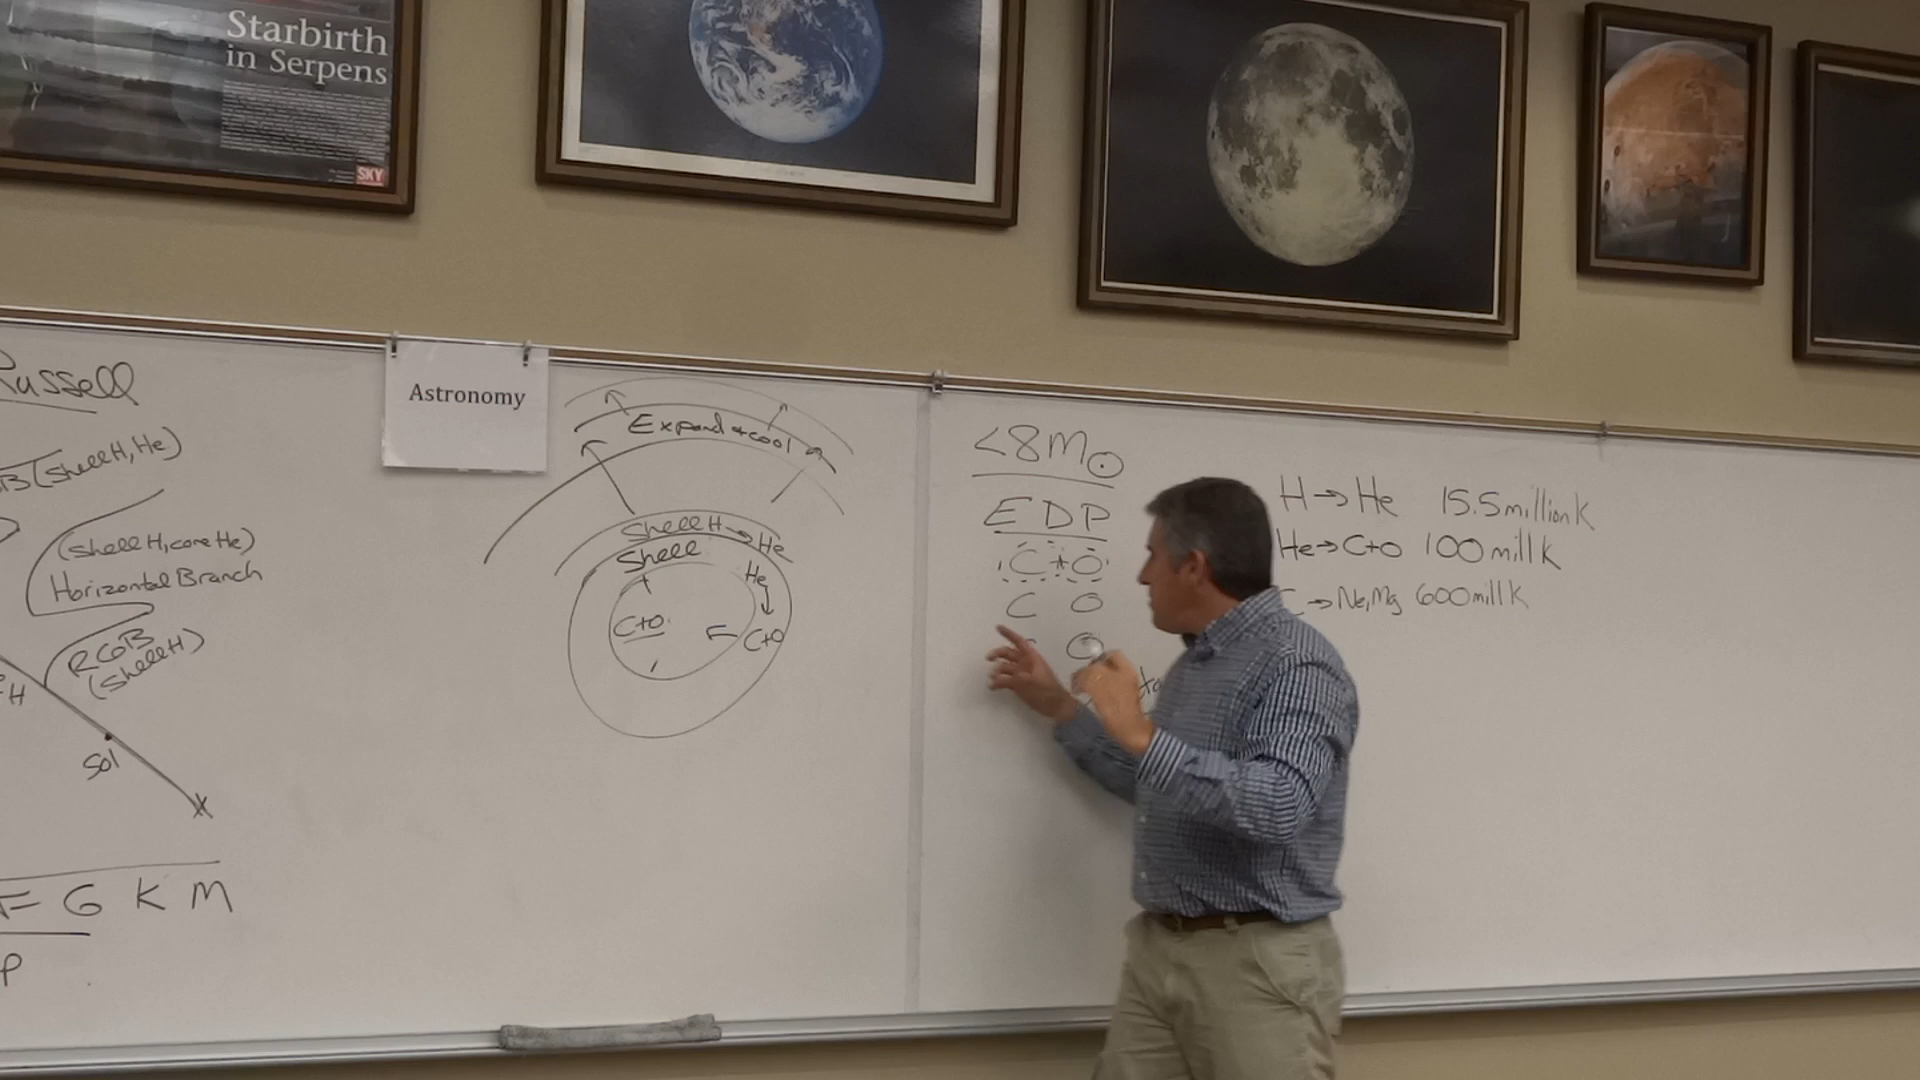 Starbirth
in Serpens
SKY
Astronomy
Russell
B (Shell H, He)
(Shell H, core He)
Horizontal Branch
RGB
(Shell H)
H
Sol
F G K M
P
Expand + cool
Shell H → He
Shell
He
↓
C+O
C+O
<8M☉
EDP
C+O
C O
O
H → He 15.5 million K
He → C+O 100 mill K
→ Ne, Mg 600 mill K